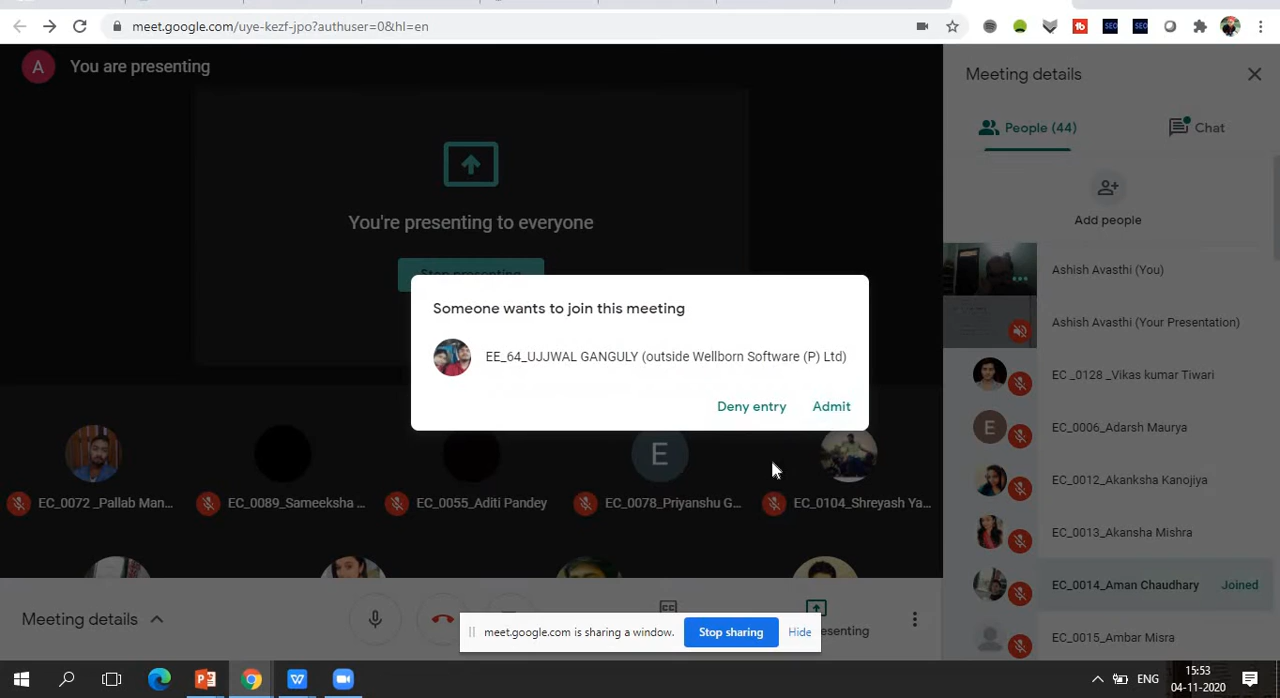 meet.google.com/uye-kezf-jpo?authuser=0&hl=en
SEO
SEO
A
You are presenting
Meeting details
People (44)
Chat
You're presenting to everyone
Add people
Stop presenting
Someone wants to join this meeting
EE_64_UJJWAL GANGULY (outside Wellborn Software (P) Ltd)
Deny entry
Admit
Ashish Avasthi (You)
Ashish Avasthi (Your Presentation)
EC _0128 _Vikas kumar Tiwari
E
EC_0006_Adarsh Maurya
EC_0012_Akanksha Kanojiya
EC_0013_Akansha Mishra
EC_0014_Aman Chaudhary
Joined
EC_0015_Ambar Misra
E
EC_0072 _Pallab Man...
EC_0089_Sameeksha ...
EC_0055_Aditi Pandey
EC_0078_Priyanshu G...
EC_0104_Shreyash Ya...
Meeting details
meet.google.com is sharing a window.
Stop sharing
Hide
esenting
ENG
15:53
04-11-2020